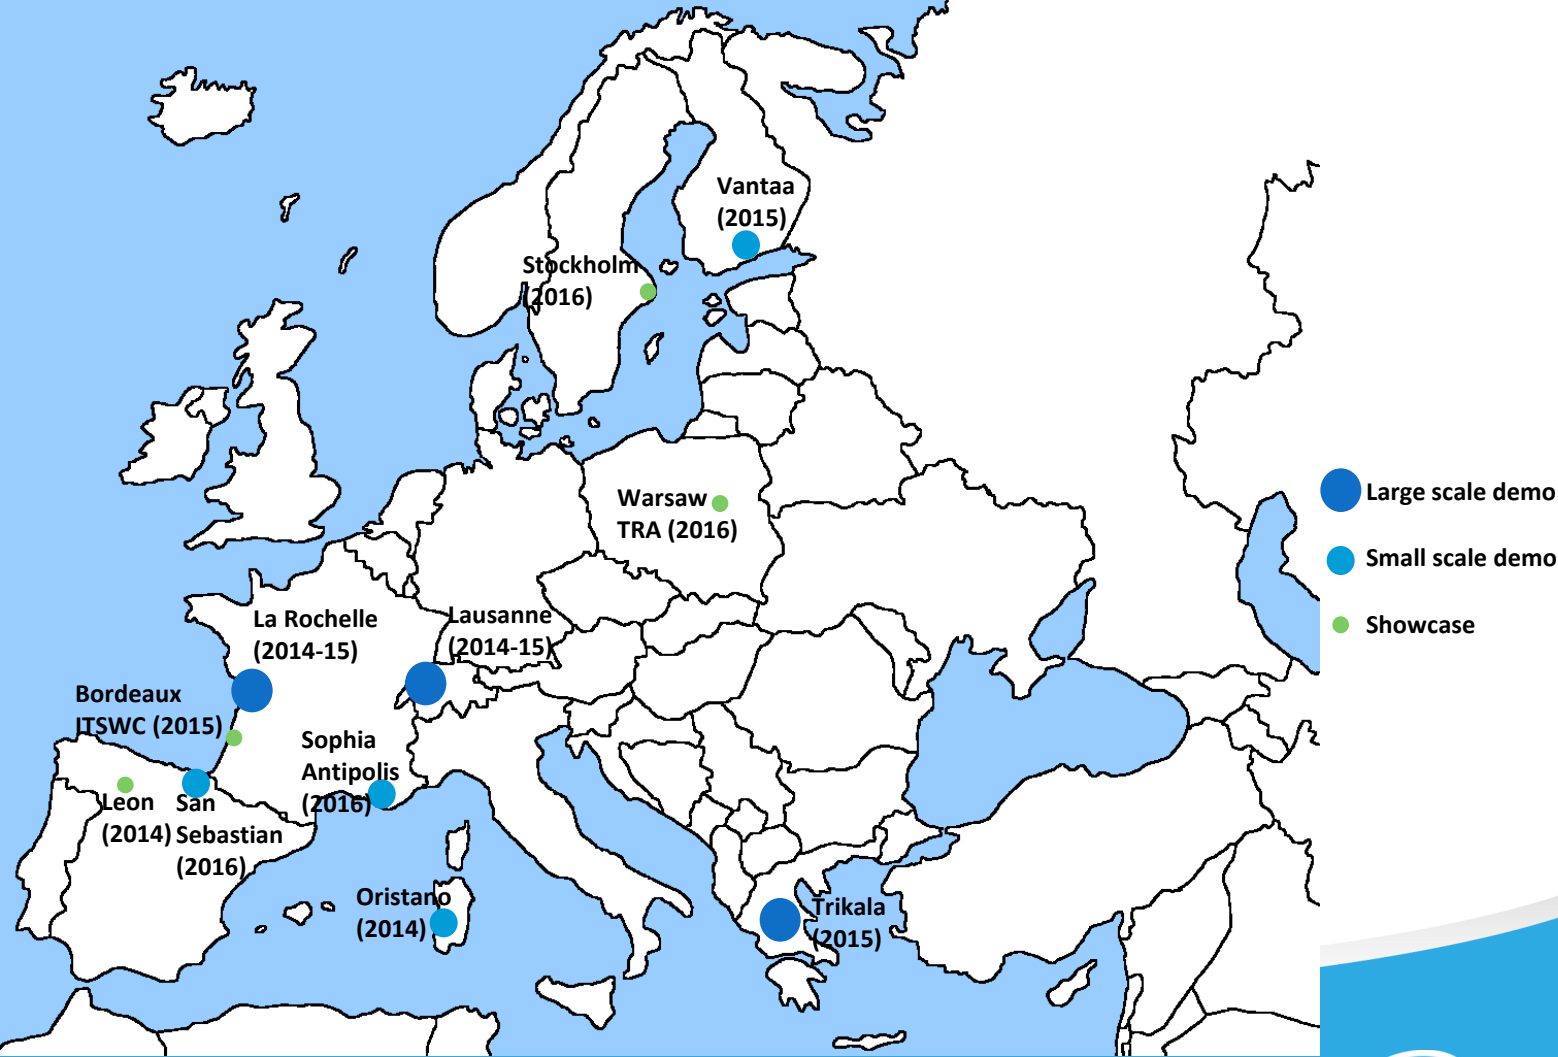 Vantaa
(2015)
Stockholm
(2016)
Warsaw
TRA (2016)
Large scale demo
Small scale demo
Showcase
La Rochelle
(2014-15)
Lausanne
(2014-15)
Bordeaux
ITSWC (2015)
Sophia
Antipolis
(2016)
Leon
(2014)
San
Sebastian
(2016)
Oristano
(2014)
Trikala
(2015)